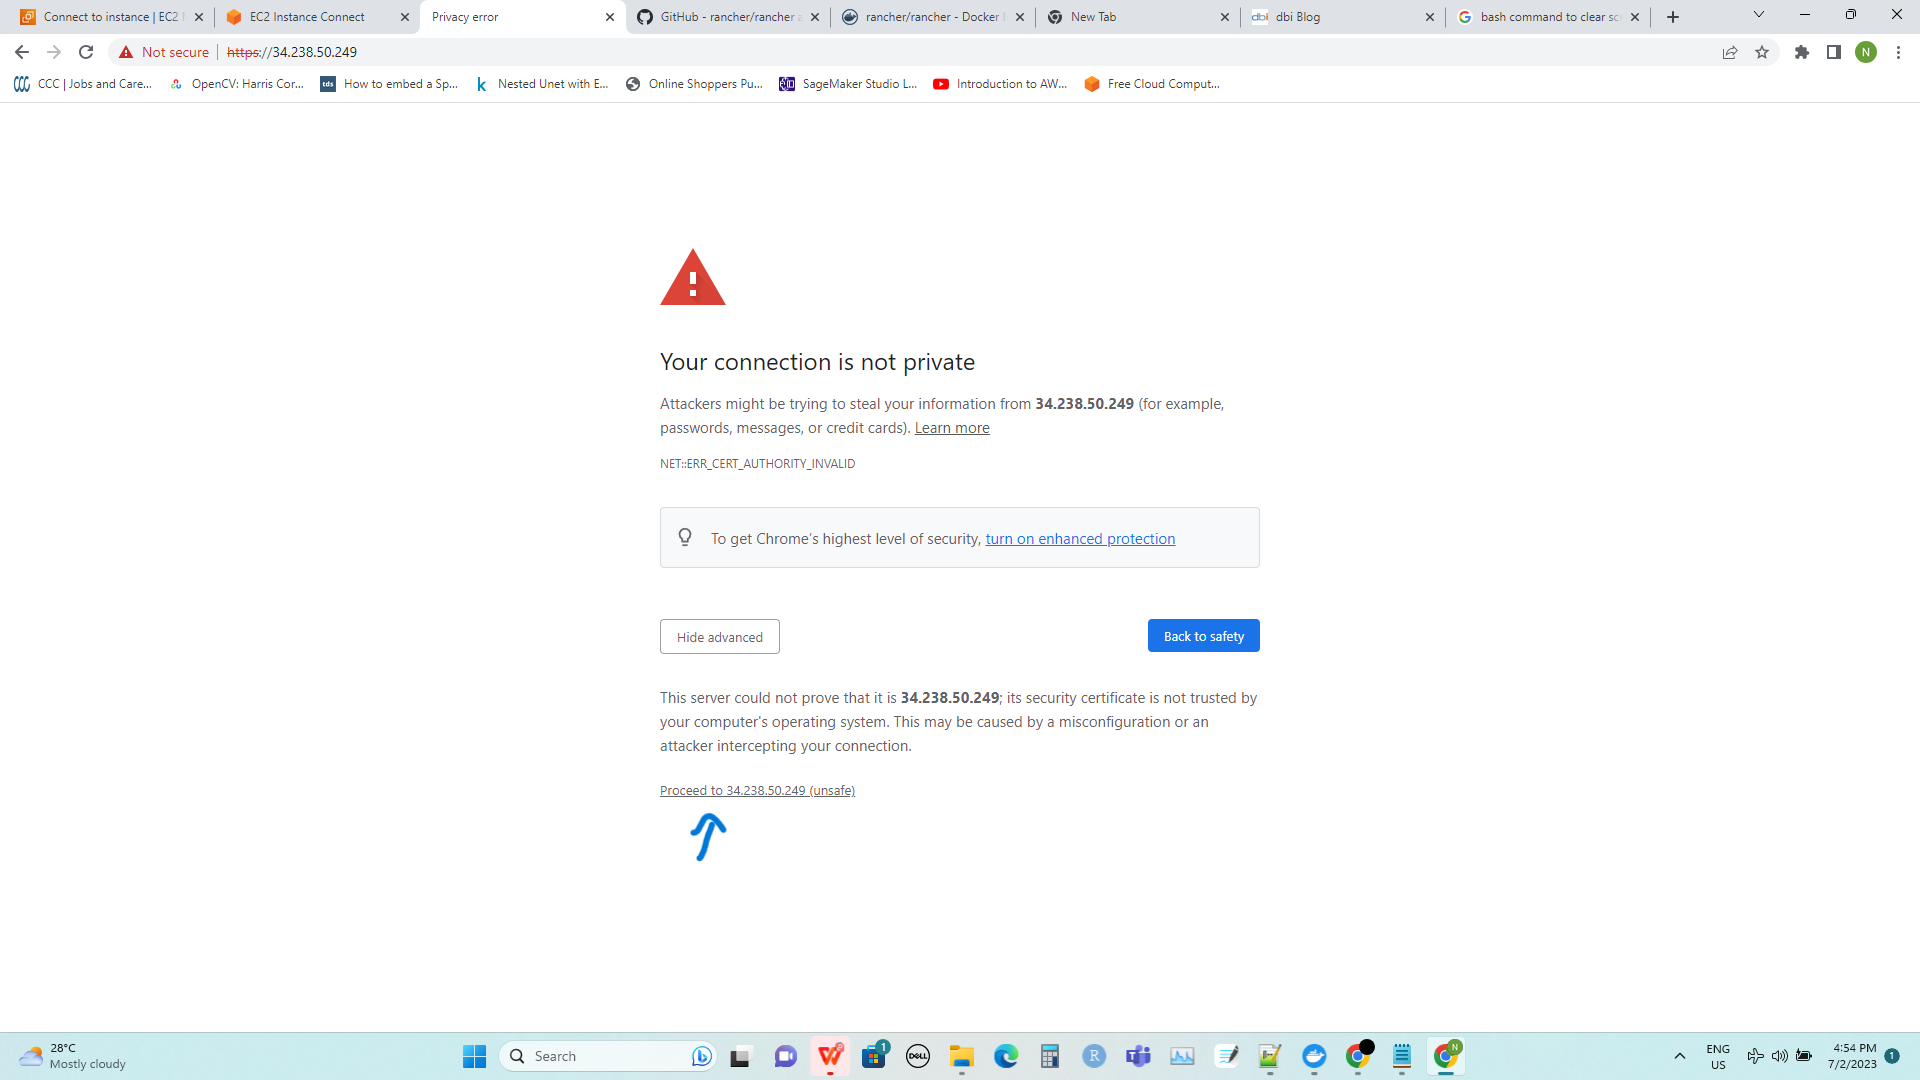 Connect to instance | EC2
EC2 Instance Connect
Privacy error
GitHub - rancher/rancher
rancher/rancher - Docker
New Tab
dbi
dbi Blog
bash command to clear sc
Not secure
https://34.238.50.249
N
CCC | Jobs and Care...
OpenCV: Harris Cor...
tds
How to embed a Sp...
k
Nested Unet with E...
Online Shoppers Pu...
SageMaker Studio L...
Introduction to AW...
Free Cloud Comput...
!
Your connection is not private
Attackers might be trying to steal your information from 34.238.50.249 (for example,
passwords, messages, or credit cards). Learn more
NET::ERR_CERT_AUTHORITY_INVALID
To get Chrome's highest level of security, turn on enhanced protection
Hide advanced
Back to safety
This server could not prove that it is 34.238.50.249; its security certificate is not trusted by
your computer's operating system. This may be caused by a misconfiguration or an
attacker intercepting your connection.
Proceed to 34.238.50.249 (unsafe)
28°C
Mostly cloudy
Search
1
DELL
R
N
ENG
US
4:54 PM
7/2/2023
1